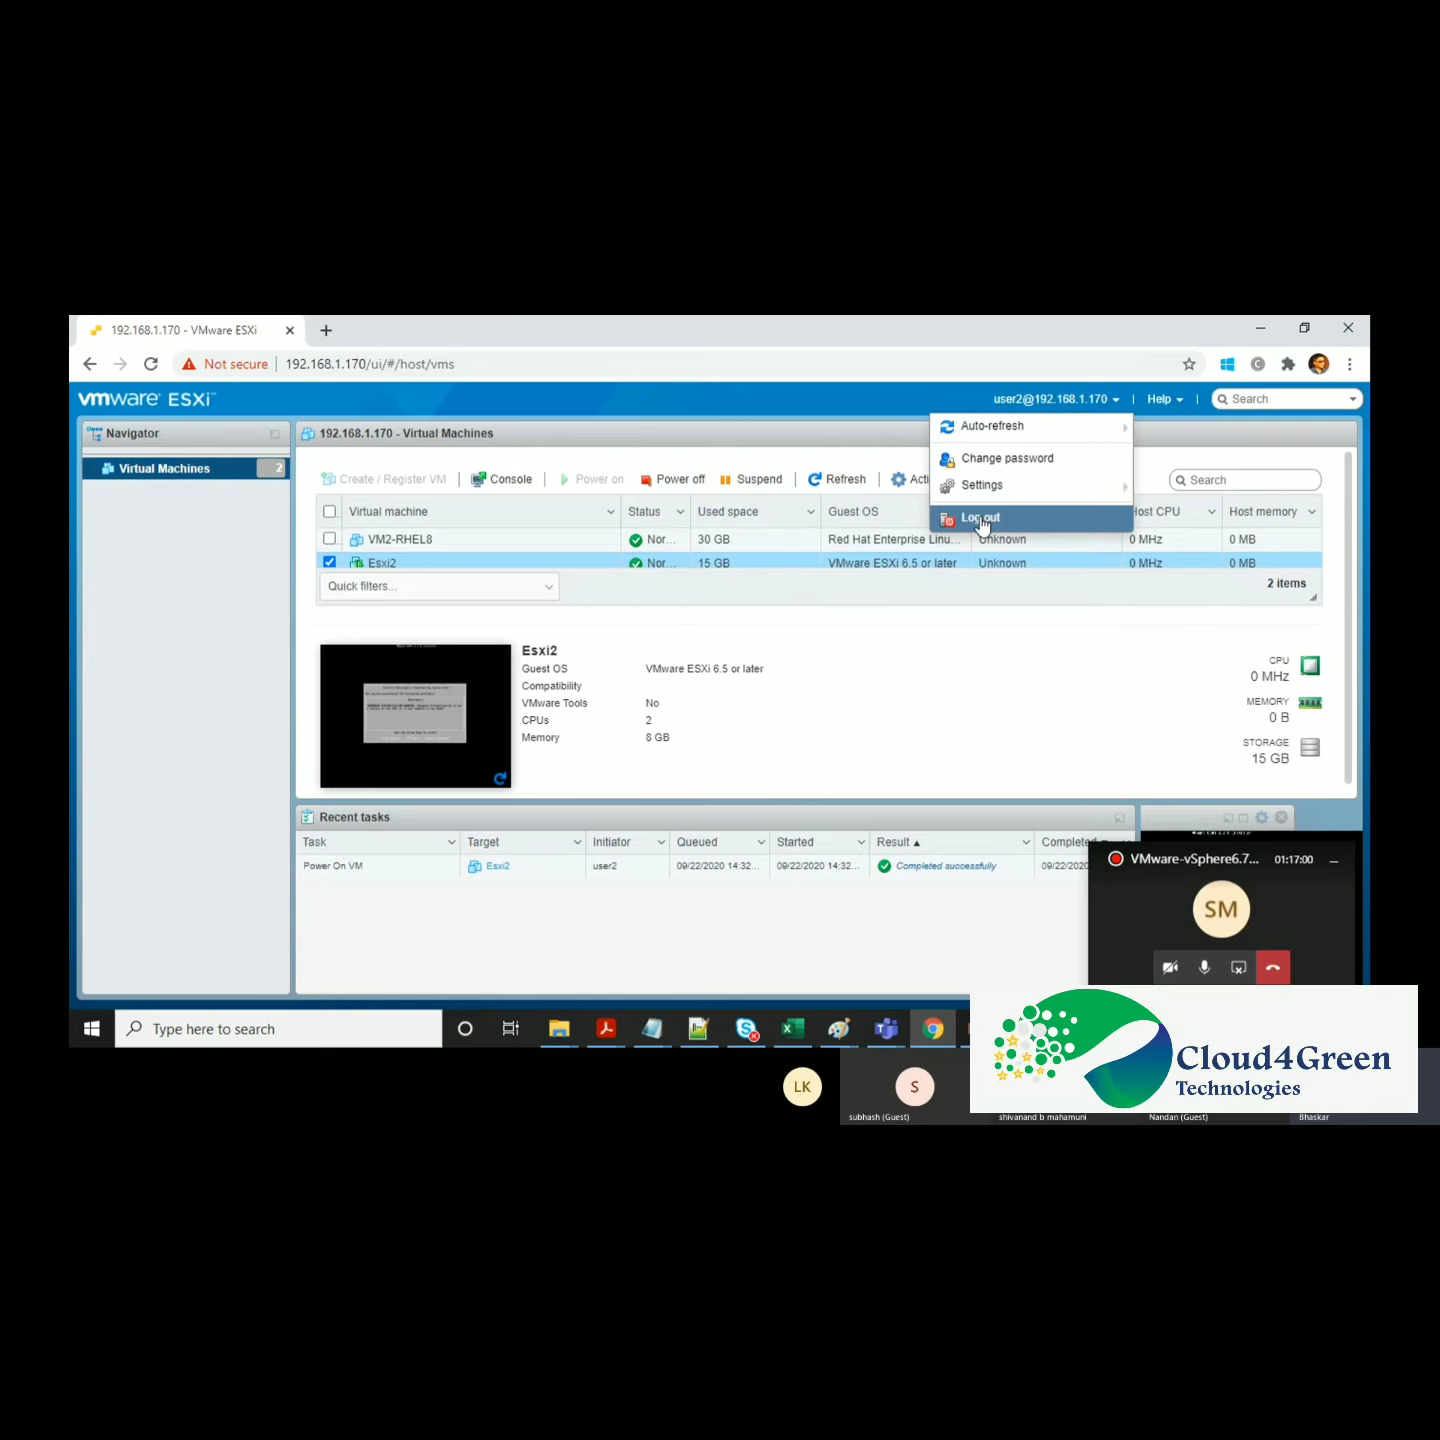 192.168.1.170 - VMware ESXi
Not secure 192.168.1.170/ui/#/host/vms
vmware ESXi
user2@192.168.1.170 | Help | Search
Navigator
Virtual Machines 2
192.168.1.170 - Virtual Machines
Auto-refresh
Change password
Settings
Log out
Create / Register VM | Console | Power on Power off Suspend | Refresh | Acti
Search
Virtual machine Status Used space Guest OS Host CPU Host memory
VM2-RHEL8 Nor... 30 GB Red Hat Enterprise Linu... Unknown 0 MHz 0 MB
Esxi2 Nor... 15 GB VMware ESXi 6.5 or later Unknown 0 MHz 0 MB
Quick filters...
2 items
Esxi2
Guest OS VMware ESXi 6.5 or later
Compatibility
VMware Tools No
CPUs 2
Memory 8 GB
CPU
0 MHz
MEMORY
0 B
STORAGE
15 GB
Recent tasks
Task Target Initiator Queued Started Result Completed
Power On VM Esxi2 user2 09/22/2020 14:32... 09/22/2020 14:32... Completed successfully 09/22/2020
VMware-vSphere6.7... 01:17:00
SM
Type here to search
Cloud4Green
Technologies
LK
S
subhash (Guest)
shivanand b mahamuni
Nandan (Guest)
Bhaskar